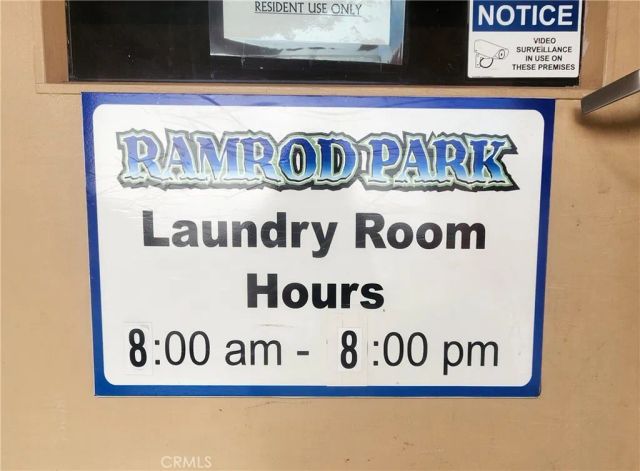 RESIDENT USE ONLY
NOTICE
VIDEO
SURVEILLANCE
IN USE ON
THESE PREMISES
RAMROD PARK
Laundry Room
Hours
8:00 am - 8:00 pm
CRMLS